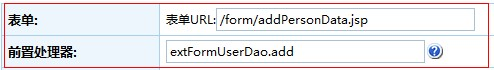 表单: 表单URL:/form/addPersonData.jsp
前置处理器: extFormUserDao.add